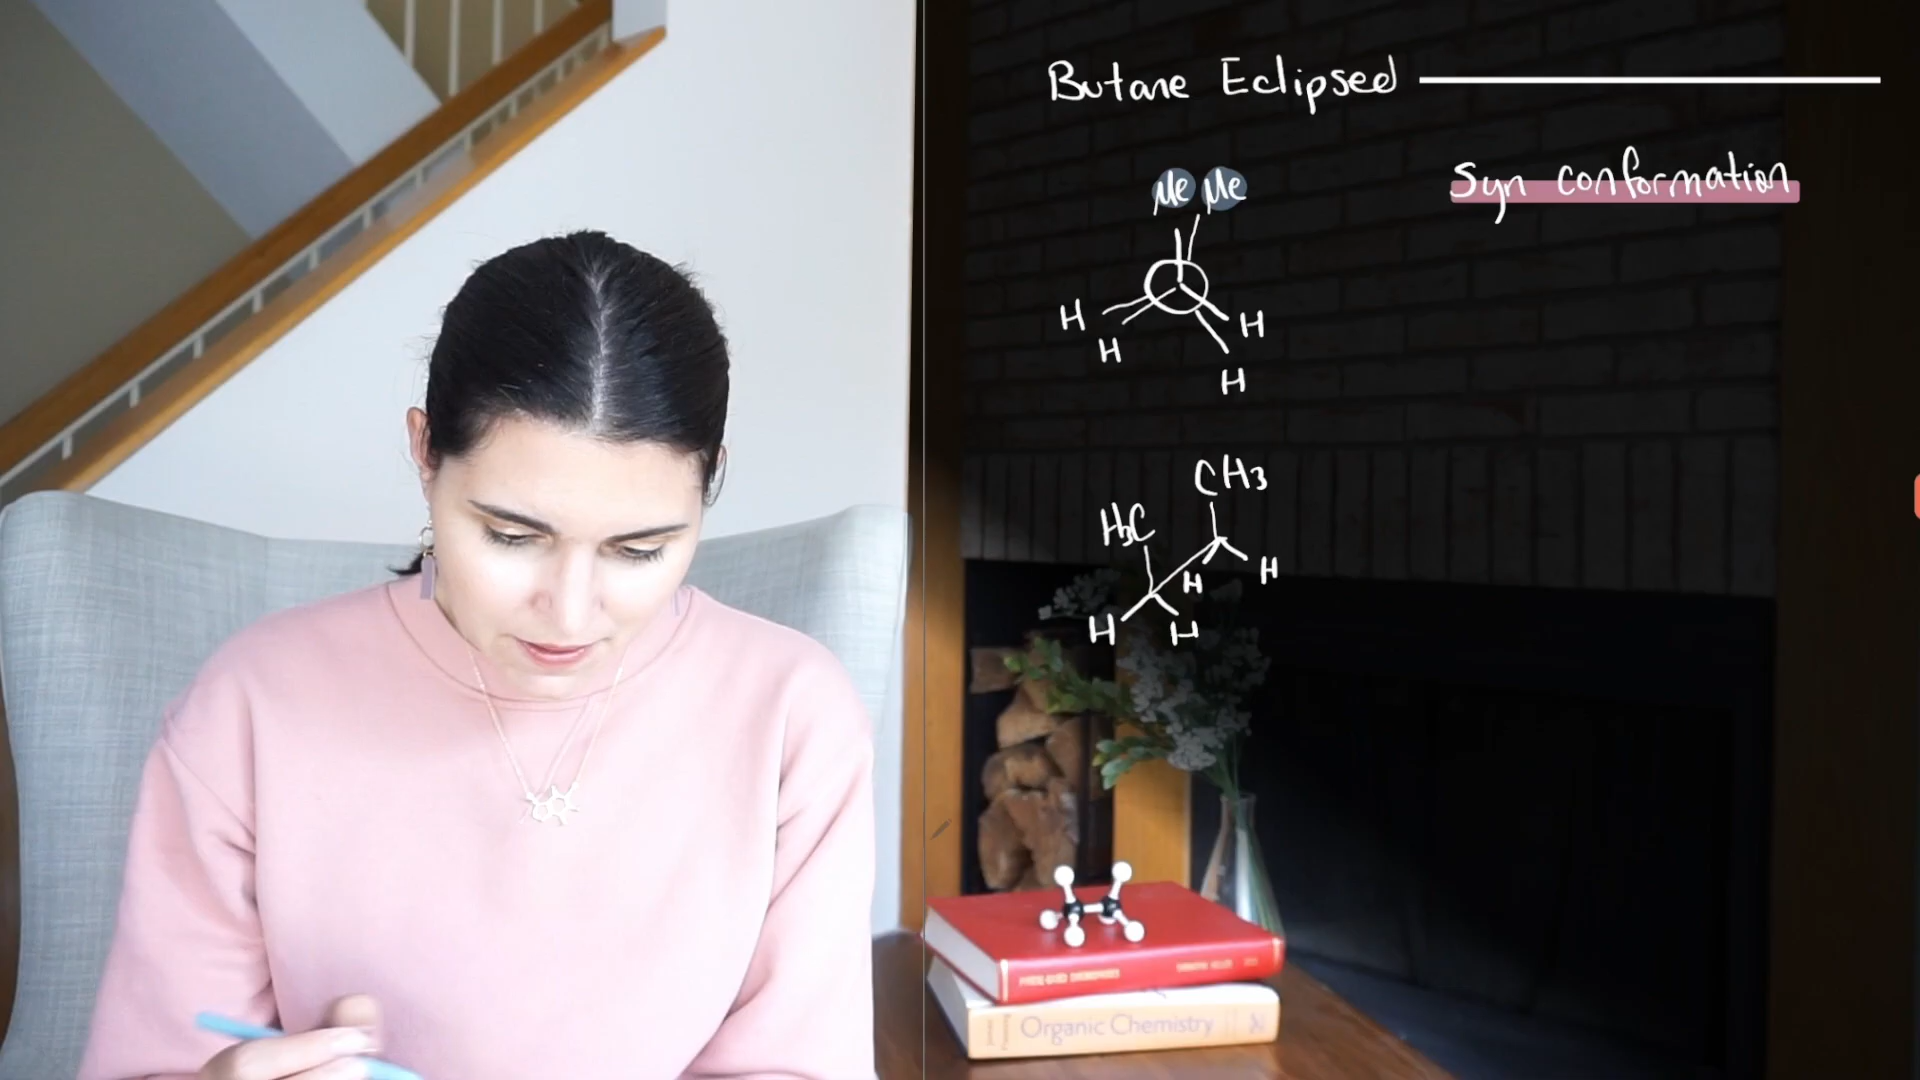 Butane Eclipsed
Syn conformation
Me Me
H H
H H
CH3
H3C
H H
H H
Organic Chemistry